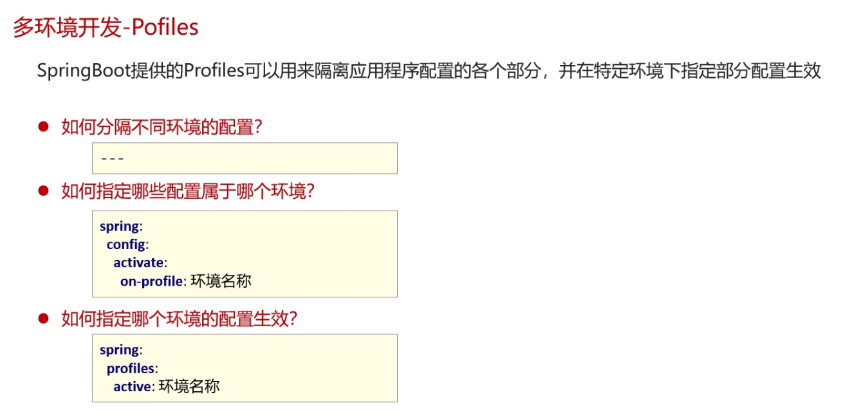 多环境开发-Pofiles
SpringBoot提供的Profiles可以用来隔离应用程序配置的各个部分，并在特定环境下指定部分配置生效
● 如何分隔不同环境的配置？
---
● 如何指定哪些配置属于哪个环境？
spring:
  config:
    activate:
      on-profile: 环境名称
● 如何指定哪个环境的配置生效？
spring:
  profiles:
    active: 环境名称